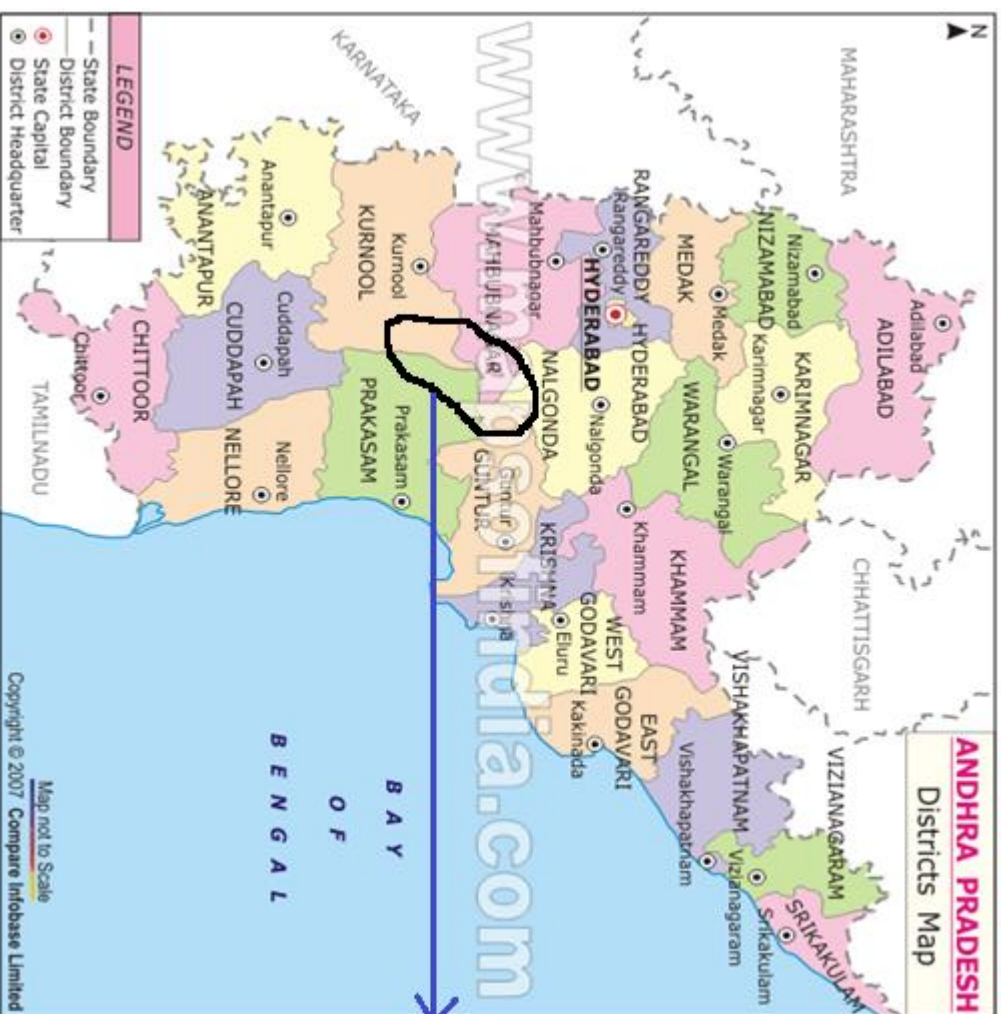 ANDHRA PRADESH
Districts Map
N
MAHARASHTRA
CHHATTISGARH
KARNATAKA
TAMILNADU
Adilabad
ADILABAD
Nizamabad
NIZAMABAD
KARIMNAGAR
Karimnagar
MEDAK
Medak
WARANGAL
Warangal
RANGAREDDY
Rangareddy
HYDERABAD
HYDERABAD
Nalgonda
NALGONDA
Khammam
KHAMMAM
Mahbubnagar
MAHBUBNAGAR
KRISHNA
Krishna
WEST
GODAVARI
Eluru
EAST
GODAVARI
Kakinada
VISHAKHAPATNAM
Vishakhapatnam
VIZIANAGARAM
Vizianagaram
SRIKAKULAM
Srikakulam
GUNTUR
Guntur
Kurnool
KURNOOL
Prakasam
PRAKASAM
Anantapur
ANANTAPUR
Cuddapah
CUDDAPAH
Nellore
NELLORE
CHITTOOR
Chittoor
BAY
OF
BENGAL
www.mapsofindia.com
LEGEND
State Boundary
District Boundary
State Capital
District Headquarter
Map not to Scale
Copyright © 2007 Compare Infobase Limited